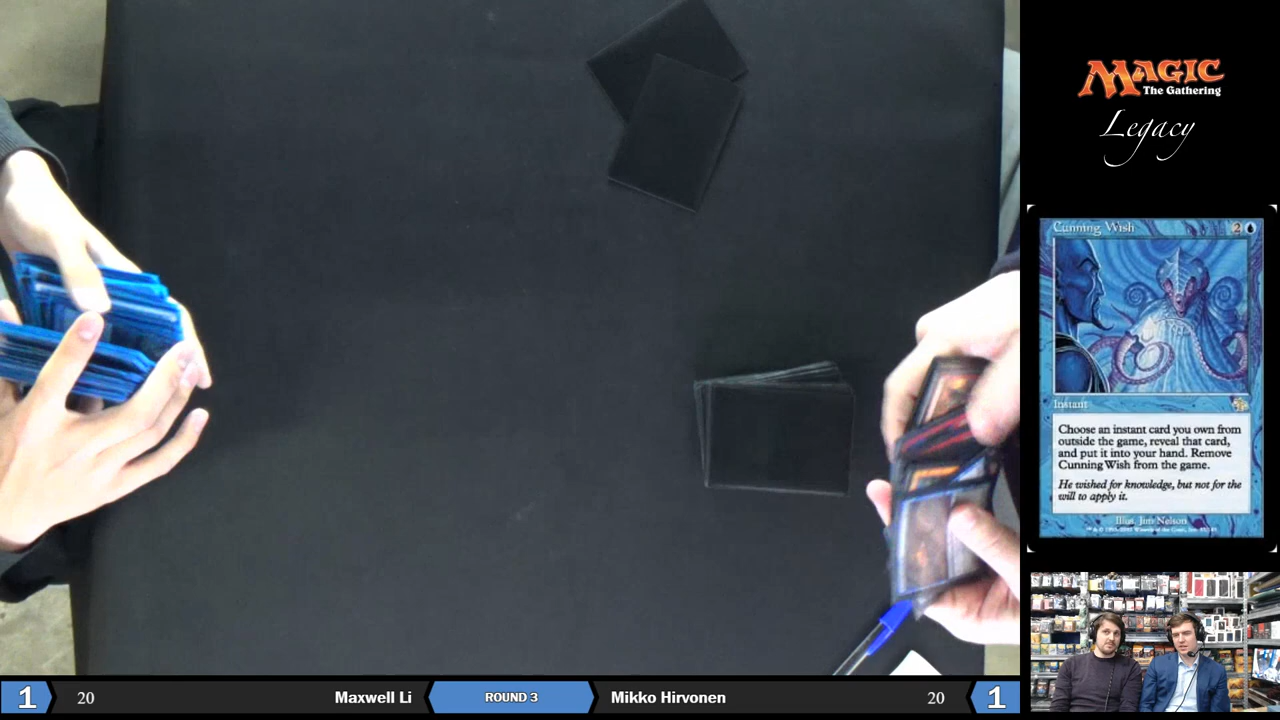 MAGIC
The Gathering
Legacy
Cunning Wish 2
Instant
Choose an instant card you own from
outside the game, reveal that card,
and put it into your hand. Remove
Cunning Wish from the game.
He wished for knowledge, but not for the
will to apply it.
Illus. Jim Nelson
1 20 Maxwell Li ROUND 3 Mikko Hirvonen 20 1